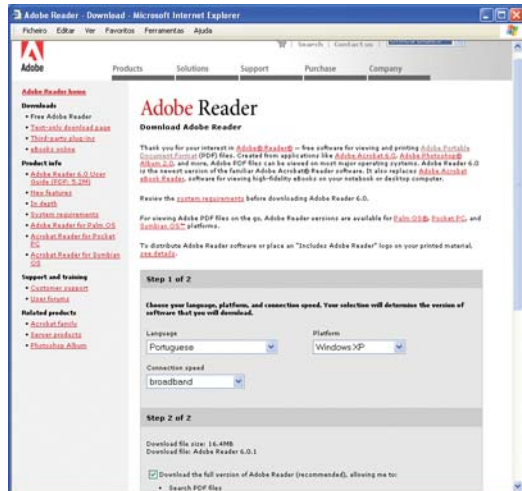 Adobe Reader - Download - Microsoft Internet Explorer
Ficheiro Editar Ver Favoritos Ferramentas Ajuda
Search | Contact us |
Adobe
Products Solutions Support Purchase Company
Adobe Reader home
Downloads
• Free Adobe Reader
• Text-only download page
• Third-party plug-ins
• eBooks online
Product info
• Adobe Reader 6.0 User
Guide (PDF: 5.2M)
• New features
• In depth
• System requirements
• Adobe Reader for Palm OS
• Acrobat Reader for Pocket
PC
• Acrobat Reader for Symbian
OS
Support and training
• Customer support
• User forums
Related products
• Acrobat family
• Server products
• Photoshop Album
Adobe Reader
Download Adobe Reader
Thank you for your interest in Adobe® Reader® — free software for viewing and printing Adobe Portable
Document Format (PDF) files. Created from applications like Adobe Acrobat 6.0, Adobe Photoshop®
Album 2.0, and more, Adobe PDF files can be viewed on most major operating systems. Adobe Reader 6.0
is the newest version of the familiar Adobe Acrobat® Reader software. It also replaces Adobe Acrobat
eBook Reader, software for viewing high-fidelity eBooks on your notebook or desktop computer.
Review the system requirements before downloading Adobe Reader 6.0.
For viewing Adobe PDF files on the go, Adobe Reader versions are available for Palm OS®, Pocket PC, and
Symbian OS™ platforms.
To distribute Adobe Reader software or place an "Includes Adobe Reader" logo on your printed material,
see details.
Step 1 of 2
Choose your language, platform, and connection speed. Your selection will determine the version of
software that you will download.
Language Platform
Portuguese Windows XP
Connection speed
broadband
Step 2 of 2
Download file size: 16.4MB
Download file: Adobe Reader 6.0.1
Download the full version of Adobe Reader (recommended), allowing me to:
• Search PDF files